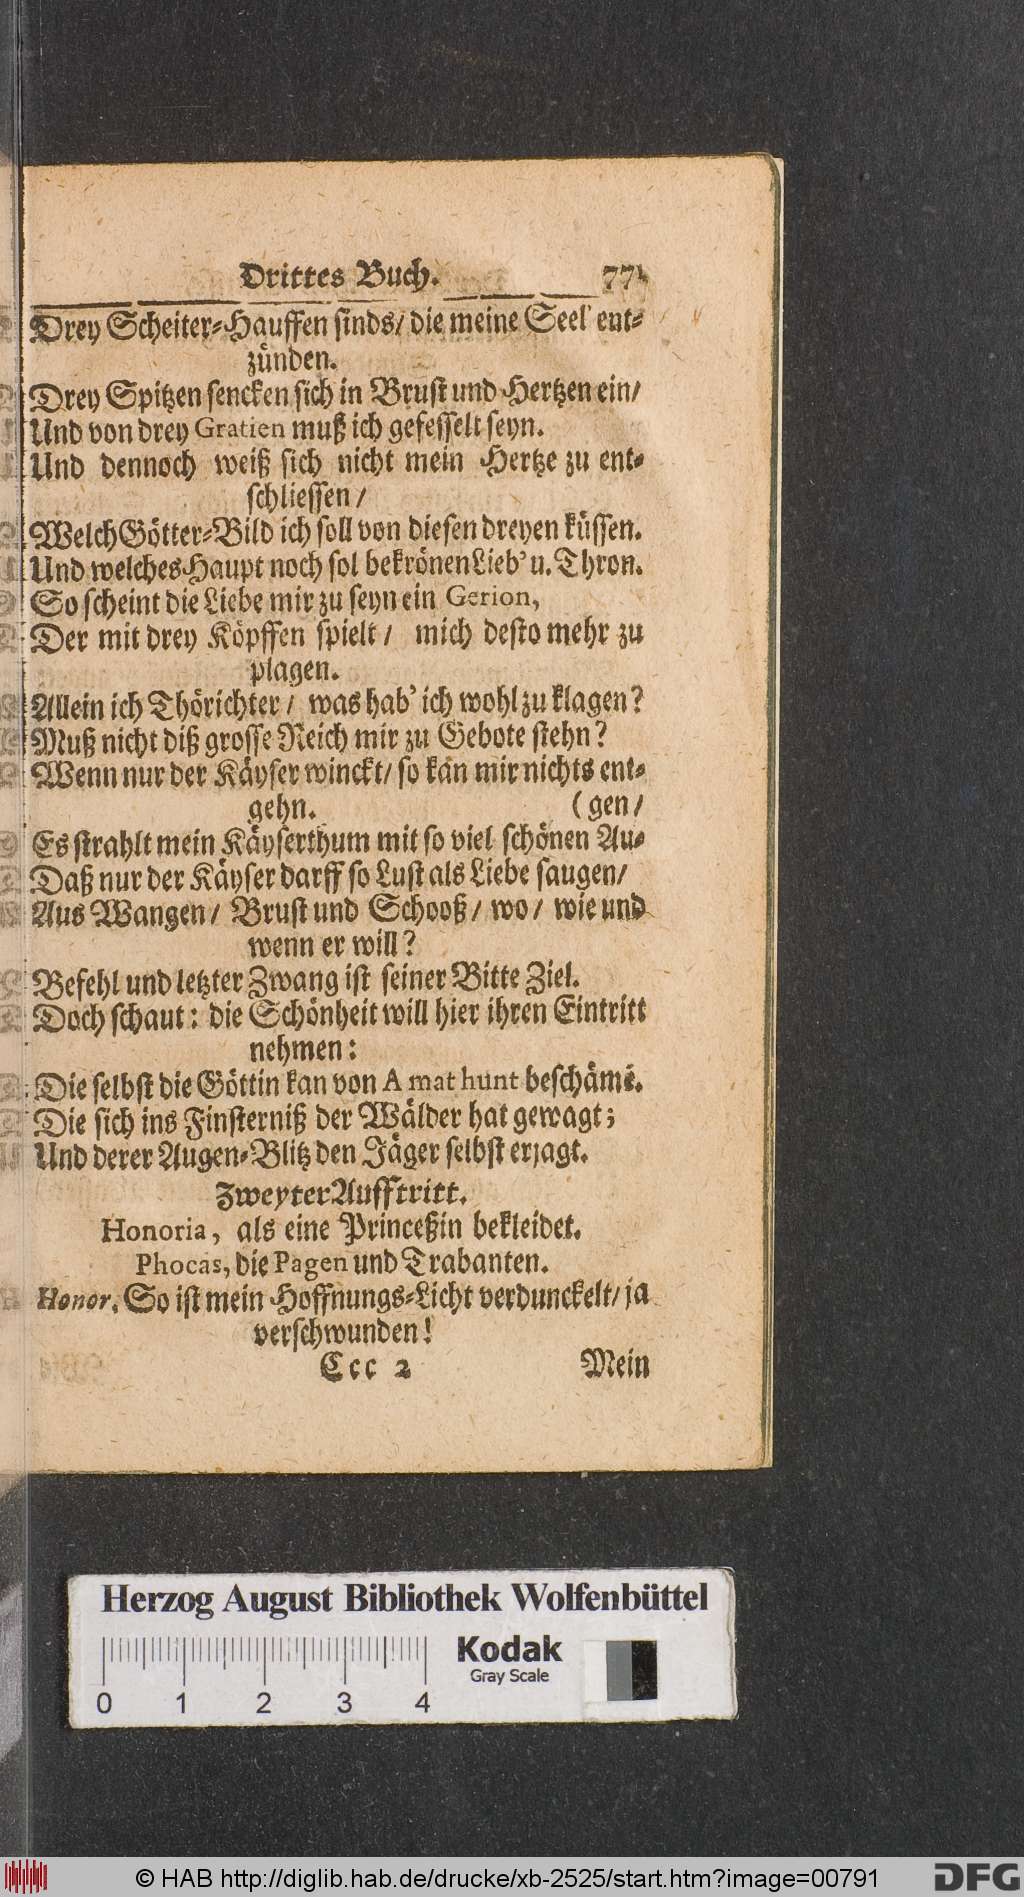 Drittes Buch. 771
Drey Scheiter-Hauffen sinds/ die meine Seel' ent-
zünden.
Drey Spitzen sencken sich in Brust und Hertzen ein/
Und von drey Gratien muß ich gefesselt seyn.
Und dennoch weiß sich nicht mein Hertze zu ent-
schliessen/
Welch Götter-Bild ich soll von diesen dreyen küssen.
Und welches Haupt noch sol bekrönen Lieb' u. Thron.
So scheint die Liebe mir zu seyn ein Gerion,
Der mit drey Köpffen spielt/ mich desto mehr zu
plagen.
Allein ich Thörichter/ was hab' ich wohl zu klagen?
Muß nicht diß grosse Reich mir zu Gebote stehn?
Wenn nur der Käyser winckt/ so kan mir nichts ent-
gehn. (gen/
Es strahlt mein Käyserthum mit so viel schönen Au-
Daß nur der Käyser darff so Lust als Liebe saugen/
Aus Wangen/ Brust und Schooß/ wo/ wie und
wenn er will?
Befehl und letzter Zwang ist seiner Bitte Ziel.
Doch schaut: die Schönheit will hier ihren Eintritt
nehmen:
Die selbst die Göttin kan von Amathunt beschämē.
Die sich ins Finsterniß der Wälder hat gewagt;
Und derer Augen-Blitz den Jäger selbst erjagt.
Zweyter Aufftritt.
Honoria, als eine Princeßin bekleidet.
Phocas, die Pagen und Trabanten.
Honor. So ist mein Hoffnungs-Licht verdunckelt/ ja
verschwunden!
Ccc 2 Mein
Herzog August Bibliothek Wolfenbüttel
Kodak
Gray Scale
0 1 2 3 4
© HAB http://diglib.hab.de/drucke/xb-2525/start.htm?image=00791
DFG